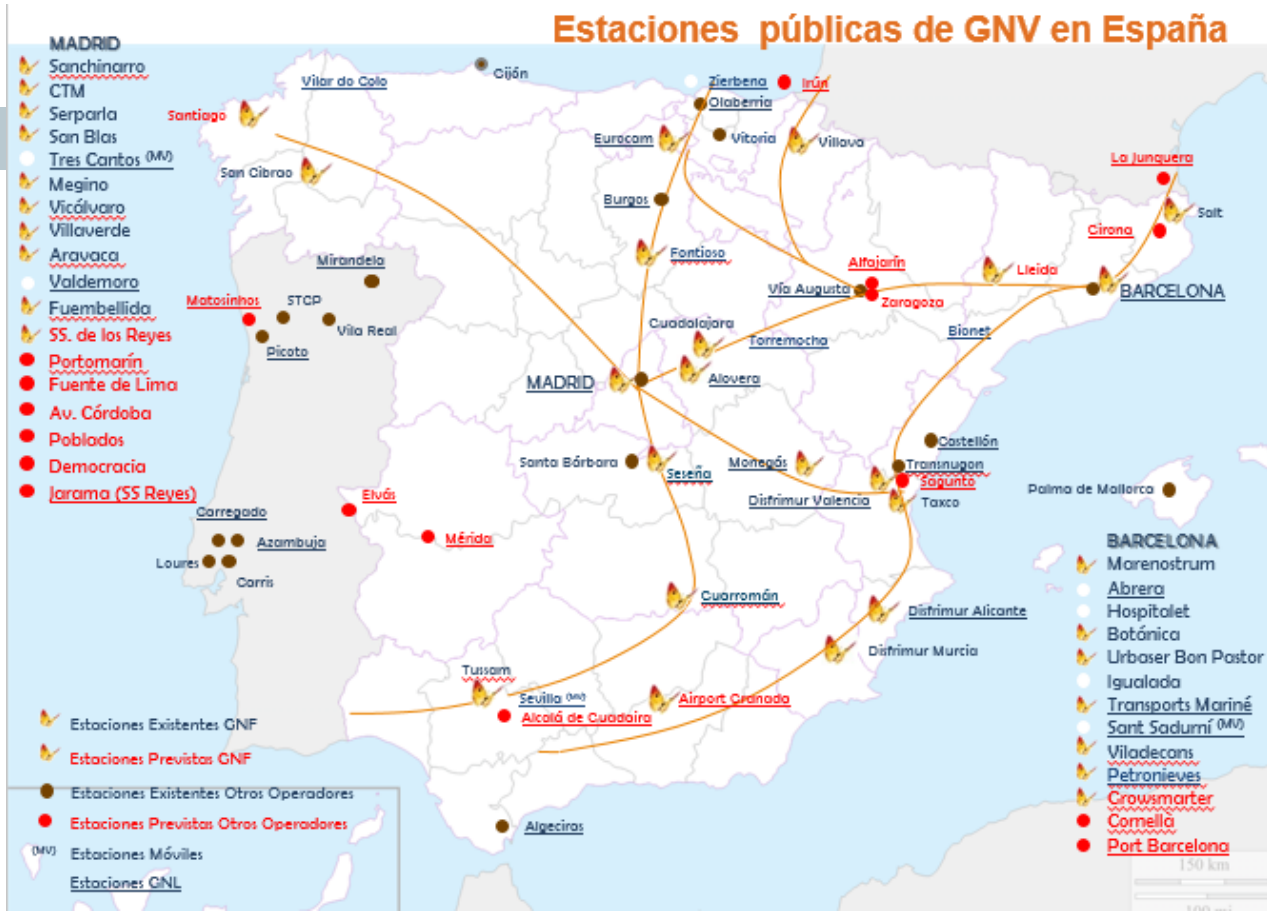 Estaciones públicas de GNV en España
MADRID
Sanchinarro
CTM
Serparla
San Blas
Tres Cantos (MV)
Megino
Vicálvaro
Villaverde
Aravaca
Valdemoro
Fuembellida
SS. de los Reyes
Portomarín
Fuente de Lima
Av. Córdoba
Poblados
Democracia
Jarama (SS Reyes)
Gijón
Vilar do Colo
Zierbena
Irún
Olaberria
Santiago
Eurocam
Vitoria
Villava
La Junquera
San Cibrao
Burgos
Salt
Girona
Fontioso
Mirandela
Alfajarín
Lleida
Matosinhos
STCP
Vía Augusta
Zaragoza
BARCELONA
Vila Real
Picoto
Guadalajara
Torremocha
Bionet
MADRID
Alovera
Castellón
Santa Bárbara
Seseña
Monegás
Transnugon
Sagunto
Palma de Mallorca
Elvás
Disfrimur Valencia
Taxco
Carregado
Mérida
Azambuja
Loures
Carris
Guarromán
Disfrimur Alicante
Disfrimur Murcia
Tussam
Sevilla (MV)
Airport Granada
Alcalá de Guadaira
Algeciras
BARCELONA
Marenostrum
Abrera
Hospitalet
Botánica
Urbaser Bon Pastor
Igualada
Transports Mariné
Sant Sadurní (MV)
Viladecans
Petronieves
Growsmarter
Cornellà
Port Barcelona
Estaciones Existentes GNF
Estaciones Previstas GNF
Estaciones Existentes Otros Operadores
Estaciones Previstas Otros Operadores
(MV) Estaciones Móviles
Estaciones GNL
150 km
100 mi